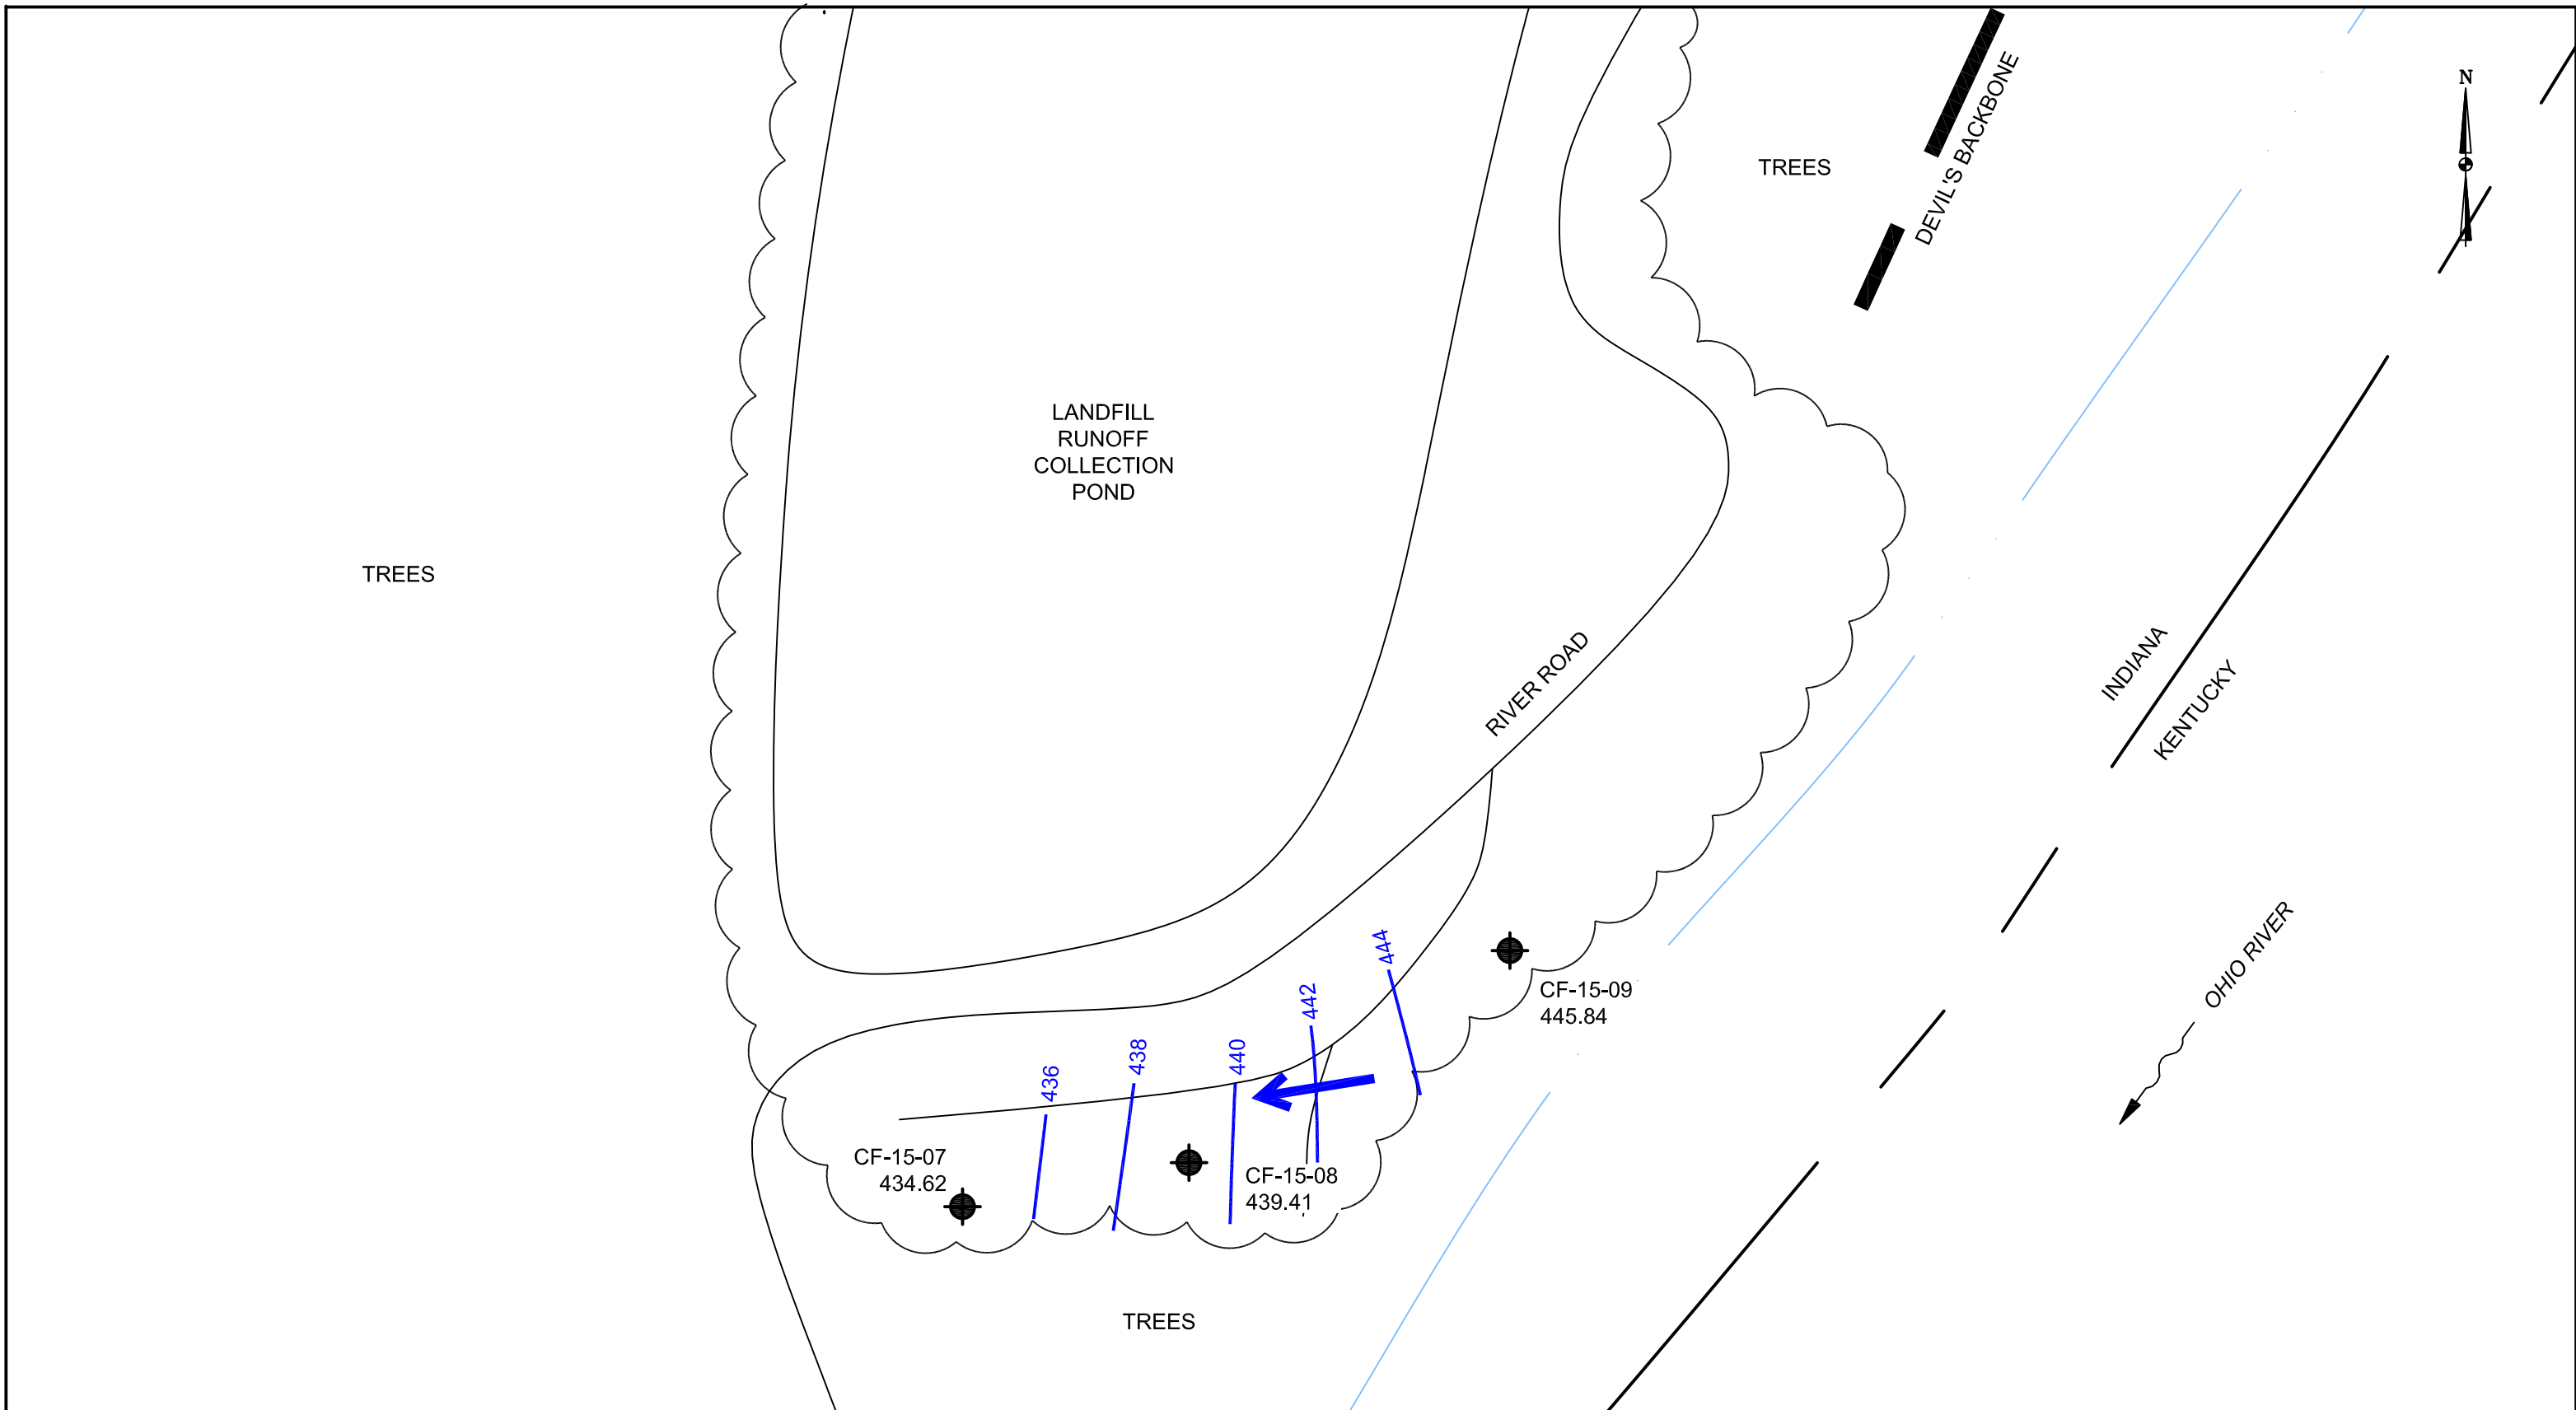 N
DEVIL'S BACKBONE
TREES
LANDFILL
RUNOFF
COLLECTION
POND
TREES
RIVER ROAD
INDIANA
KENTUCKY
OHIO RIVER
444
CF-15-09
445.84
442
440
438
436
CF-15-07
434.62
CF-15-08
439.41
TREES